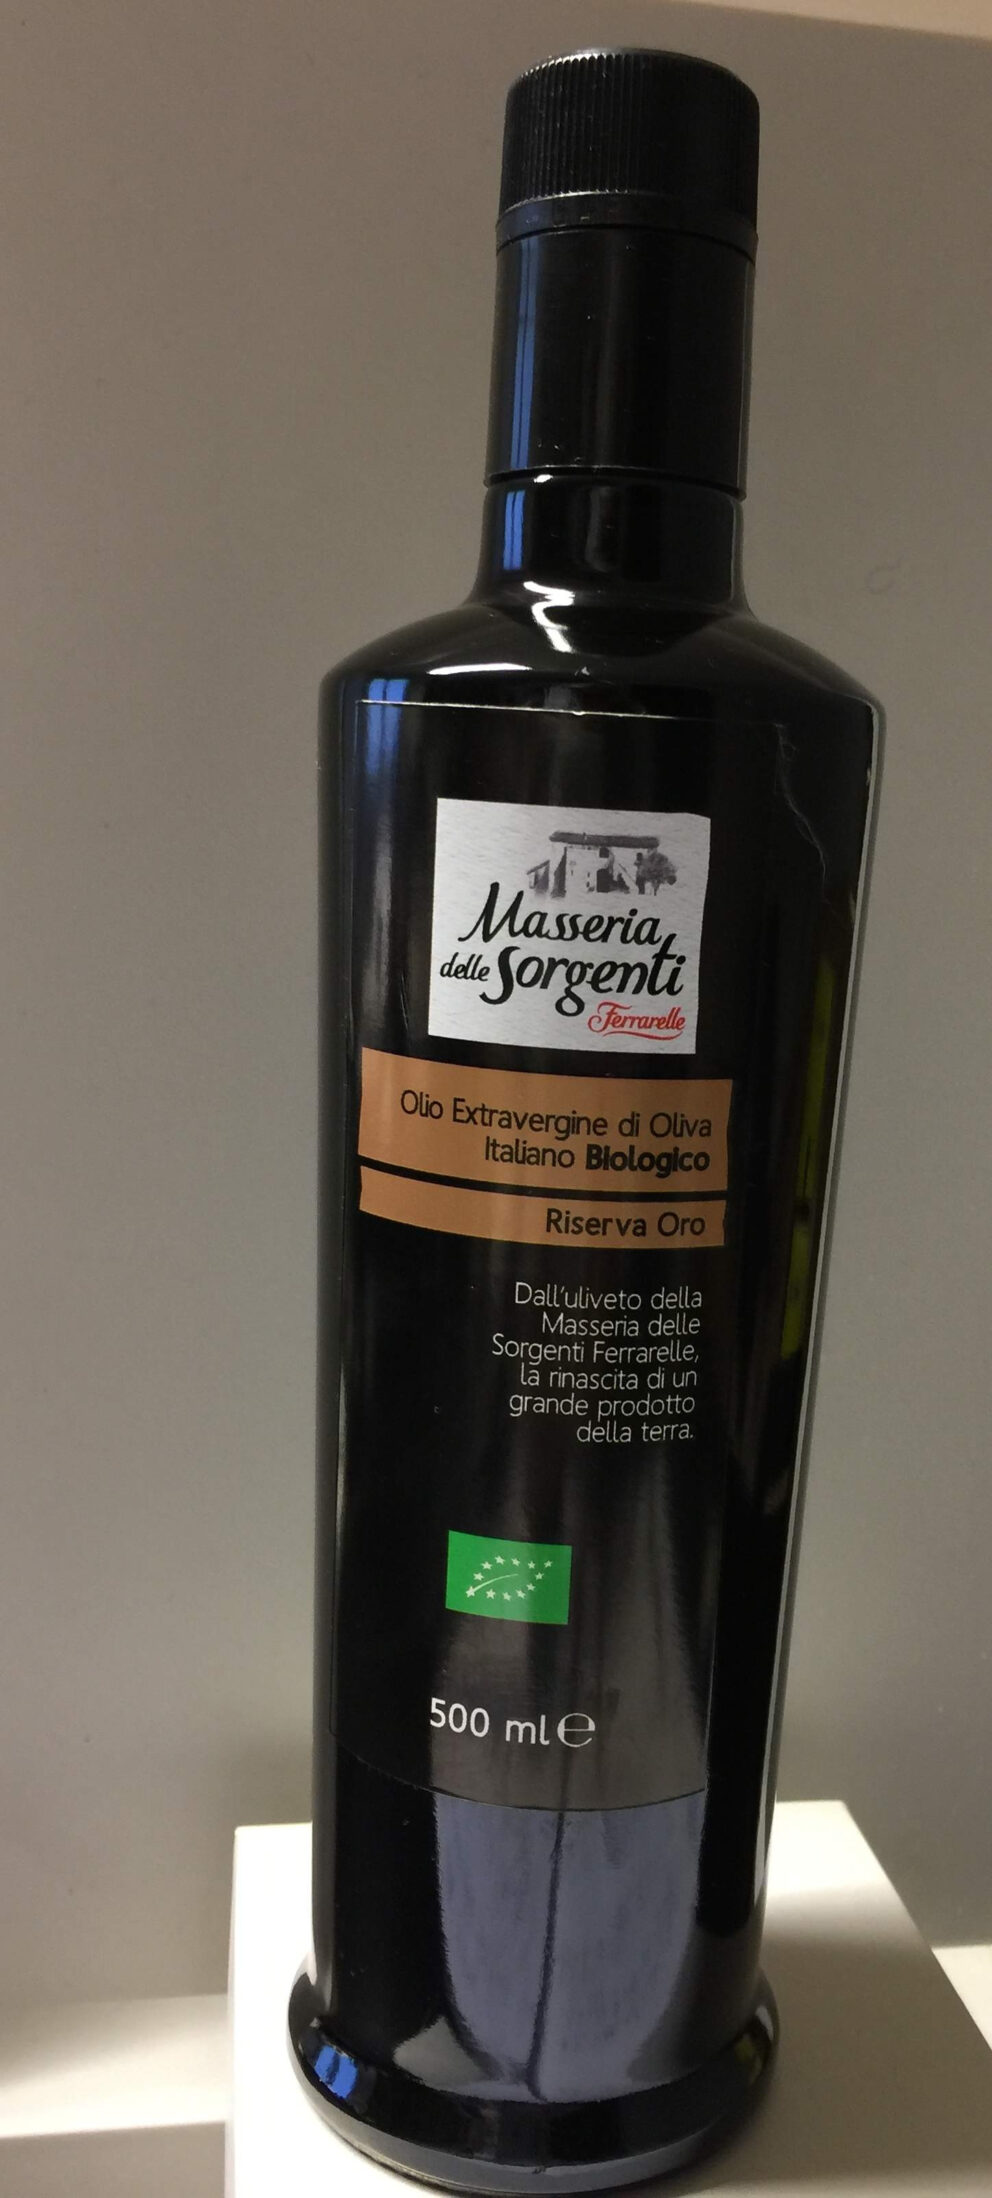 Masseria
delle Sorgenti
Ferrarelle
Olio Extravergine di Oliva
Italiano Biologico
Riserva Oro
Dall'uliveto della
Masseria delle
Sorgenti Ferrarelle,
la rinascita di un
grande prodotto
della terra.
500 ml ℮